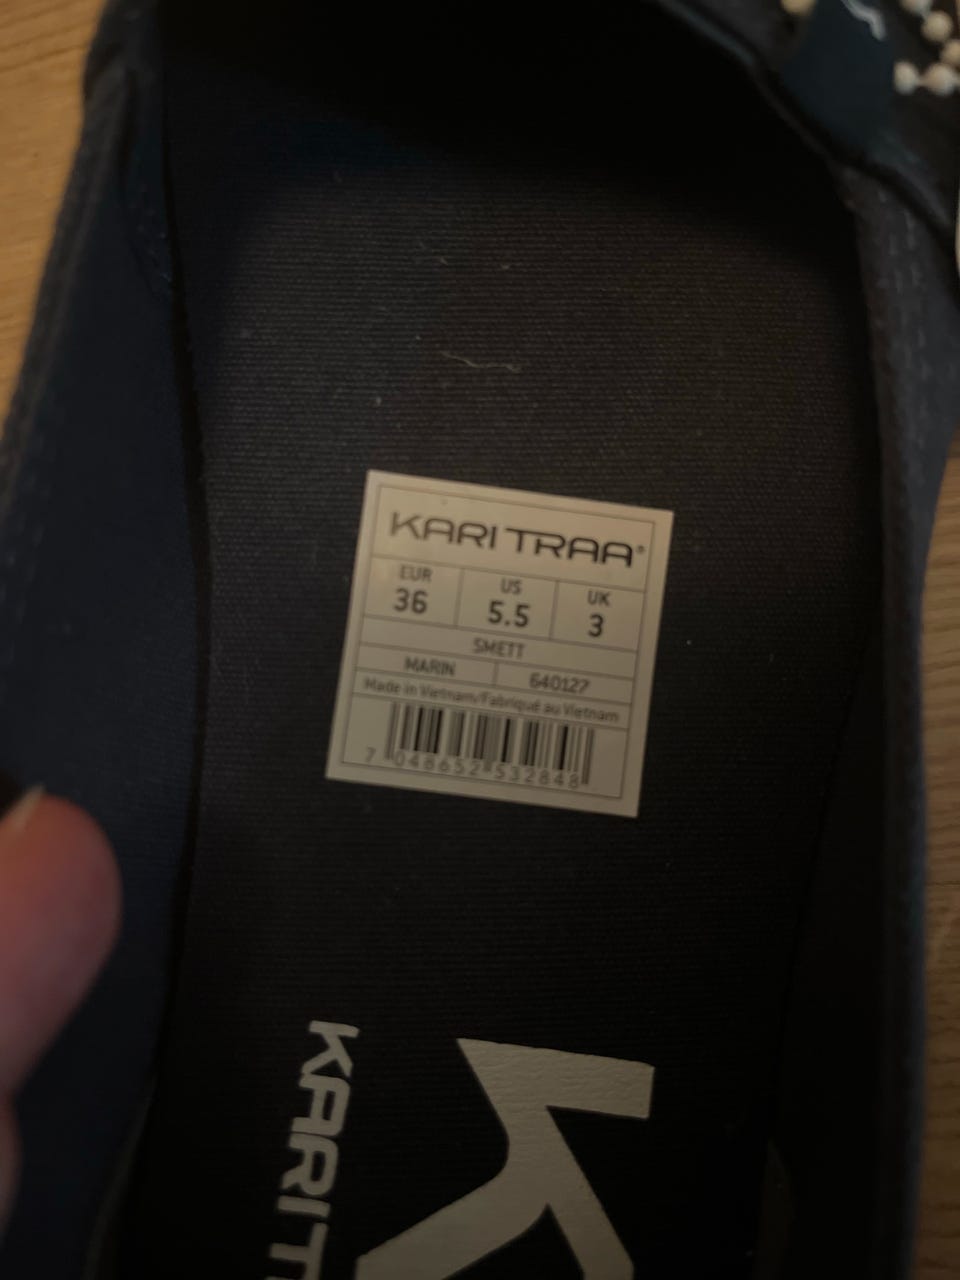 KARI TRAA®
EUR US UK
36 5.5 3
SMETT
MARIN 640127
Made in Vietnam/Fabriqué au Vietnam
7 048652 532848
K
KARI T